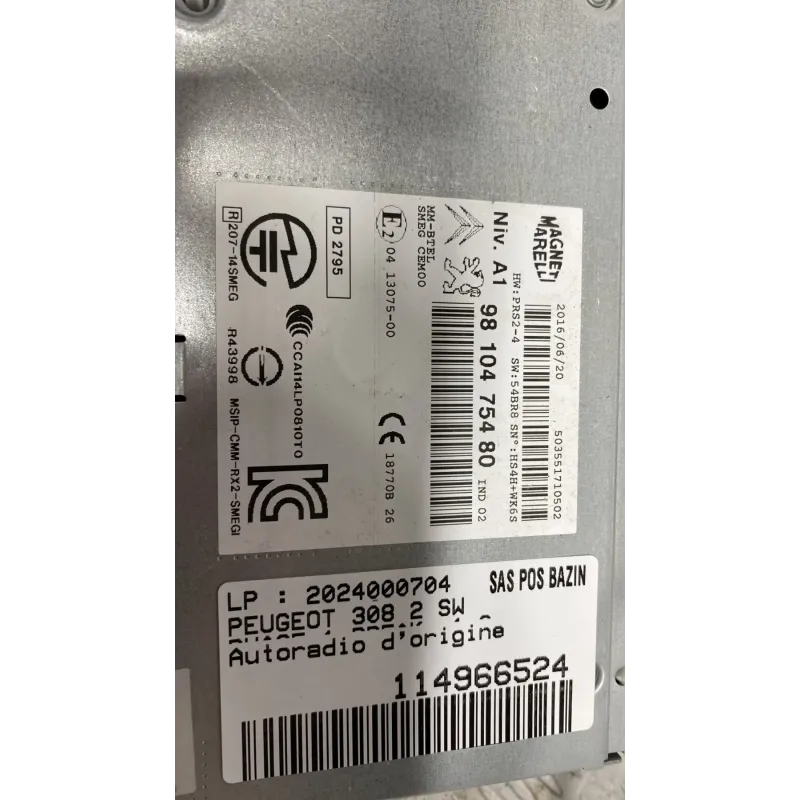 MAGNETI
MARELLI
2016/06/20
503551710502
HW:PRS2-4 SW:54BR8 SN°:HS4H+WK6S
Niv. A1 98 104 754 80 IND 02
MM-BTEL
SMEG CEM00
E2 04 13075-00
CE 18770B 26
PD 2795
CCAI14LP0810T0
R 207-14SMEG
R43998
MSIP-CMM-RX2-SMEGI
SAS POS BAZIN
LP : 2024000704
PEUGEOT 308 2 SW
Autoradio d'origine
114966524